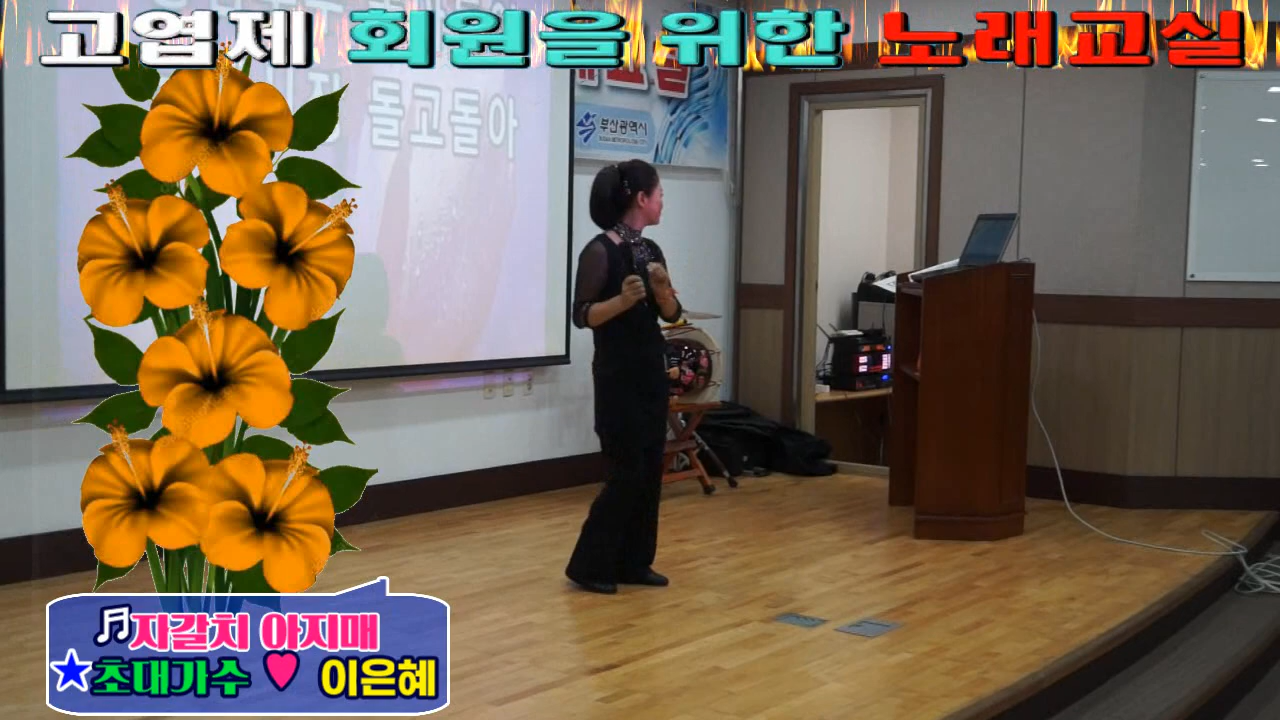 고엽제 회원을 위한 노래교실
돌고돌아
부산광역시
♬자갈치 아지매
★초대가수 ♥ 이은혜